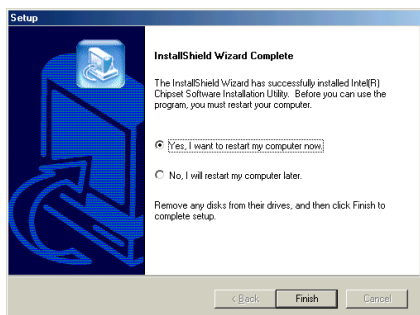 Setup
InstallShield Wizard Complete
The InstallShield Wizard has successfully installed Intel(R)
Chipset Software Installation Utility. Before you can use the
program, you must restart your computer.
Yes, I want to restart my computer now.
No, I will restart my computer later.
Remove any disks from their drives, and then click Finish to
complete setup.
< Back Finish Cancel